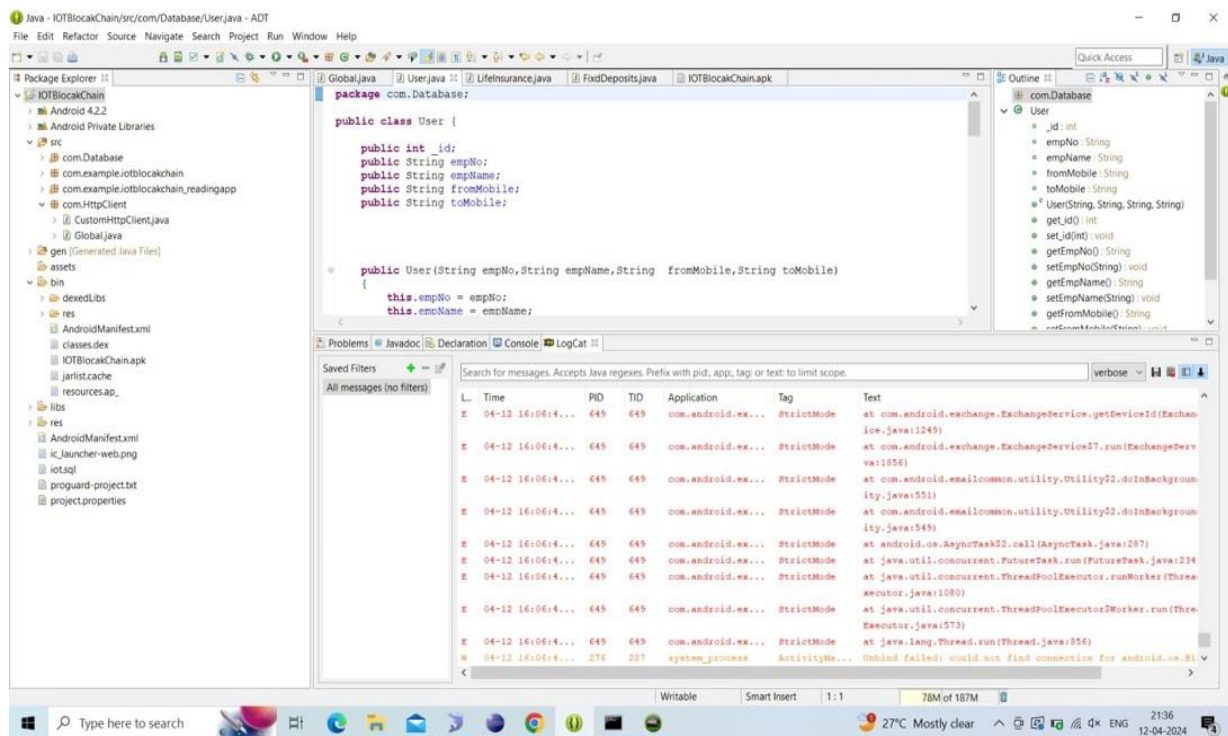 Java - IOTBlocakChain/src/com/Database/User.java - ADT
File Edit Refactor Source Navigate Search Project Run Window Help
Quick Access
Java
Package Explorer
IOTBlocakChain
Android 4.2.2
Android Private Libraries
src
com.Database
com.example.iotblocakchain
com.example.iotblocakchain_readingapp
com.HttpClient
CustomHttpClient.java
Global.java
gen [Generated Java Files]
assets
bin
dexedLibs
res
AndroidManifest.xml
classes.dex
IOTBlocakChain.apk
jarlist.cache
resources.ap_
libs
res
AndroidManifest.xml
ic_launcher-web.png
iot.sql
proguard-project.txt
project.properties
Global.java User.java LifeInsurance.java FixdDeposits.java IOTBlocakChain.apk
package com.Database;
public class User {
public int _id;
public String empNo;
public String empName;
public String fromMobile;
public String toMobile;
public User(String empNo,String empName,String fromMobile,String toMobile)
{
this.empNo = empNo;
this.empName = empName;
Outline
com.Database
User
_id : int
empNo : String
empName : String
fromMobile : String
toMobile : String
User(String, String, String, String)
get_id() : int
set_id(int) : void
getEmpNo() : String
setEmpNo(String) : void
getEmpName() : String
setEmpName(String) : void
getFromMobile() : String
setFromMobile(String) : void
Problems Javadoc Declaration Console LogCat
Saved Filters
All messages (no filters)
Search for messages. Accepts Java regexes. Prefix with pid:, app:, tag: or text: to limit scope.
verbose
L... Time PID TID Application Tag Text
E 04-12 16:06:4... 649 649 com.android.ex... StrictMode at com.android.exchange.ExchangeService.getDeviceId(Exchan
ice.java:1249)
E 04-12 16:06:4... 649 649 com.android.ex... StrictMode at com.android.exchange.ExchangeService$7.run(ExchangeServ
va:1856)
E 04-12 16:06:4... 649 649 com.android.ex... StrictMode at com.android.emailcommon.utility.Utility$2.doInBackgroun
ity.java:551)
E 04-12 16:06:4... 649 649 com.android.ex... StrictMode at com.android.emailcommon.utility.Utility$2.doInBackgroun
ity.java:549)
E 04-12 16:06:4... 649 649 com.android.ex... StrictMode at android.os.AsyncTask$2.call(AsyncTask.java:287)
E 04-12 16:06:4... 649 649 com.android.ex... StrictMode at java.util.concurrent.FutureTask.run(FutureTask.java:234
E 04-12 16:06:4... 649 649 com.android.ex... StrictMode at java.util.concurrent.ThreadPoolExecutor.runWorker(Threa
xecutor.java:1080)
E 04-12 16:06:4... 649 649 com.android.ex... StrictMode at java.util.concurrent.ThreadPoolExecutor$Worker.run(Thre
Executor.java:573)
E 04-12 16:06:4... 649 649 com.android.ex... StrictMode at java.lang.Thread.run(Thread.java:856)
W 04-12 16:06:4... 276 287 system_process ActivityMa... Unbind failed: could not find connection for android.os.Bi
Writable Smart Insert 1 : 1 78M of 187M
Type here to search
27°C Mostly clear ENG 21:36
12-04-2024